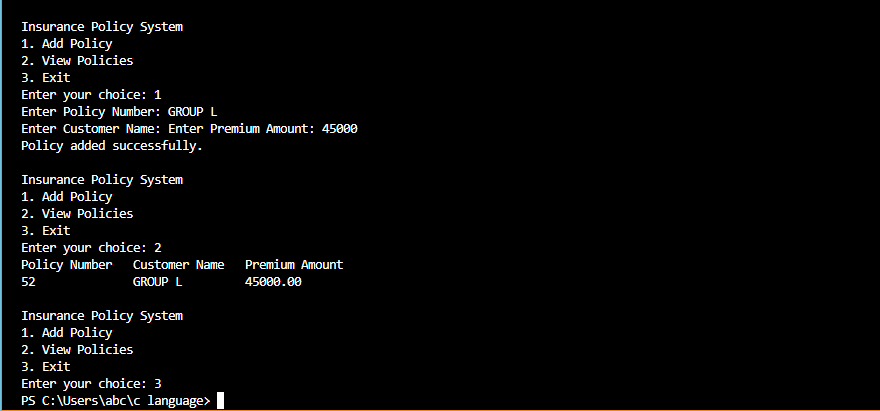 Insurance Policy System
1. Add Policy
2. View Policies
3. Exit
Enter your choice: 1
Enter Policy Number: GROUP L
Enter Customer Name: Enter Premium Amount: 45000
Policy added successfully.
Insurance Policy System
1. Add Policy
2. View Policies
3. Exit
Enter your choice: 2
Policy Number Customer Name Premium Amount
52 GROUP L 45000.00
Insurance Policy System
1. Add Policy
2. View Policies
3. Exit
Enter your choice: 3
PS C:\Users\abc\c language>